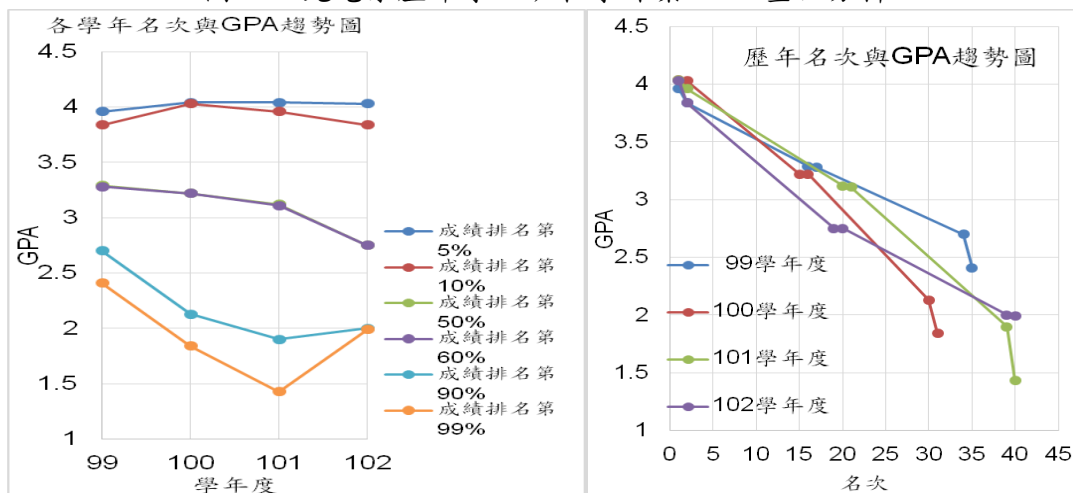 各學年名次與GPA趨勢圖
4.5
4
3.5
3
2.5
2
1.5
1
GPA
99
100
101
102
學年度
成績排名第
5%
成績排名第
10%
成績排名第
50%
成績排名第
60%
成績排名第
90%
成績排名第
99%
歷年名次與GPA趨勢圖
4.5
4
3.5
3
2.5
2
1.5
1
GPA
99學年度
100學年度
101學年度
102學年度
0
5
10
15
20
25
30
35
40
45
名次